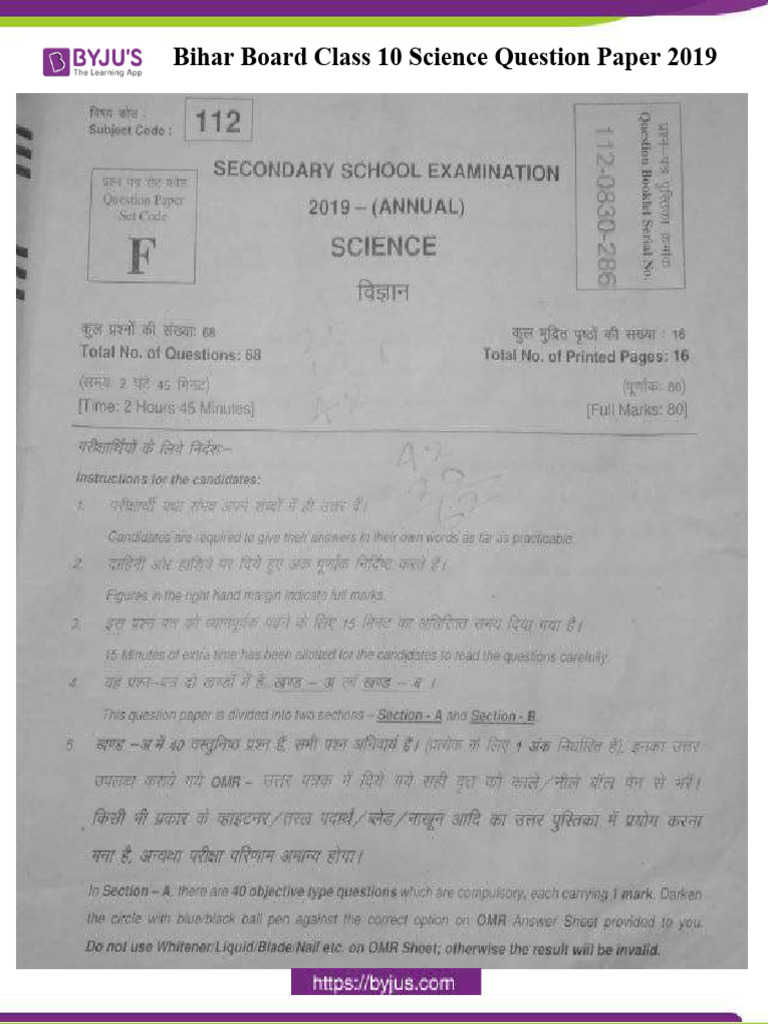 BYJU'S
The Learning App
Bihar Board Class 10 Science Question Paper 2019
विषय कोड :
Subject Code :
112
प्रश्न पत्र सेट कोड
Question Paper
Set Code
F
SECONDARY SCHOOL EXAMINATION
2019 – (ANNUAL)
SCIENCE
विज्ञान
प्रश्न–पत्र पुस्तिका क्रमांक
Question Booklet Serial No.
112-0830-286
कुल प्रश्नों की संख्या: 68
Total No. of Questions: 68
(समय: 2 घंटे 45 मिनट)
[Time: 2 Hours 45 Minutes]
कुल मुद्रित पृष्ठों की संख्या : 16
Total No. of Printed Pages: 16
(पूर्णांक: 80)
[Full Marks: 80]
परीक्षार्थियों के लिये निर्देश:–
Instructions for the candidates:
1. परीक्षार्थी यथा संभव अपने शब्दों में ही उत्तर दें।
Candidates are required to give their answers in their own words as far as practicable.
2. दाहिनी ओर हाशिये पर दिये हुए अंक पूर्णांक निर्दिष्ट करते हैं।
Figures in the right hand margin indicate full marks.
3. इस प्रश्न पत्र को ध्यानपूर्वक पढ़ने के लिए 15 मिनट का अतिरिक्त समय दिया गया है।
15 Minutes of extra time has been allotted for the candidates to read the questions carefully.
4. यह प्रश्न–पत्र दो खण्डों में है, खण्ड – अ एवं खण्ड – ब ।
This question paper is divided into two sections – Section - A and Section - B.
5. खण्ड –अ में 40 वस्तुनिष्ठ प्रश्न हैं, सभी प्रश्न अनिवार्य हैं। (प्रत्येक के लिए 1 अंक निर्धारित है), इनका उत्तर
उपलब्ध कराये गये OMR – उत्तर पत्रक में दिये गये सही वृत्त को काले/नीले बॉल पेन से भरें।
किसी भी प्रकार के व्हाइटनर/तरल पदार्थ/ब्लेड/नाखून आदि का उत्तर पुस्तिका में प्रयोग करना
मना है, अन्यथा परीक्षा परिणाम अमान्य होगा।
In Section – A, there are 40 objective type questions which are compulsory, each carrying 1 mark. Darken
the circle with blue/black ball pen against the correct option on OMR Answer Sheet provided to you.
Do not use Whitener/Liquid/Blade/Nail etc. on OMR Sheet; otherwise the result will be invalid.
https://byjus.com